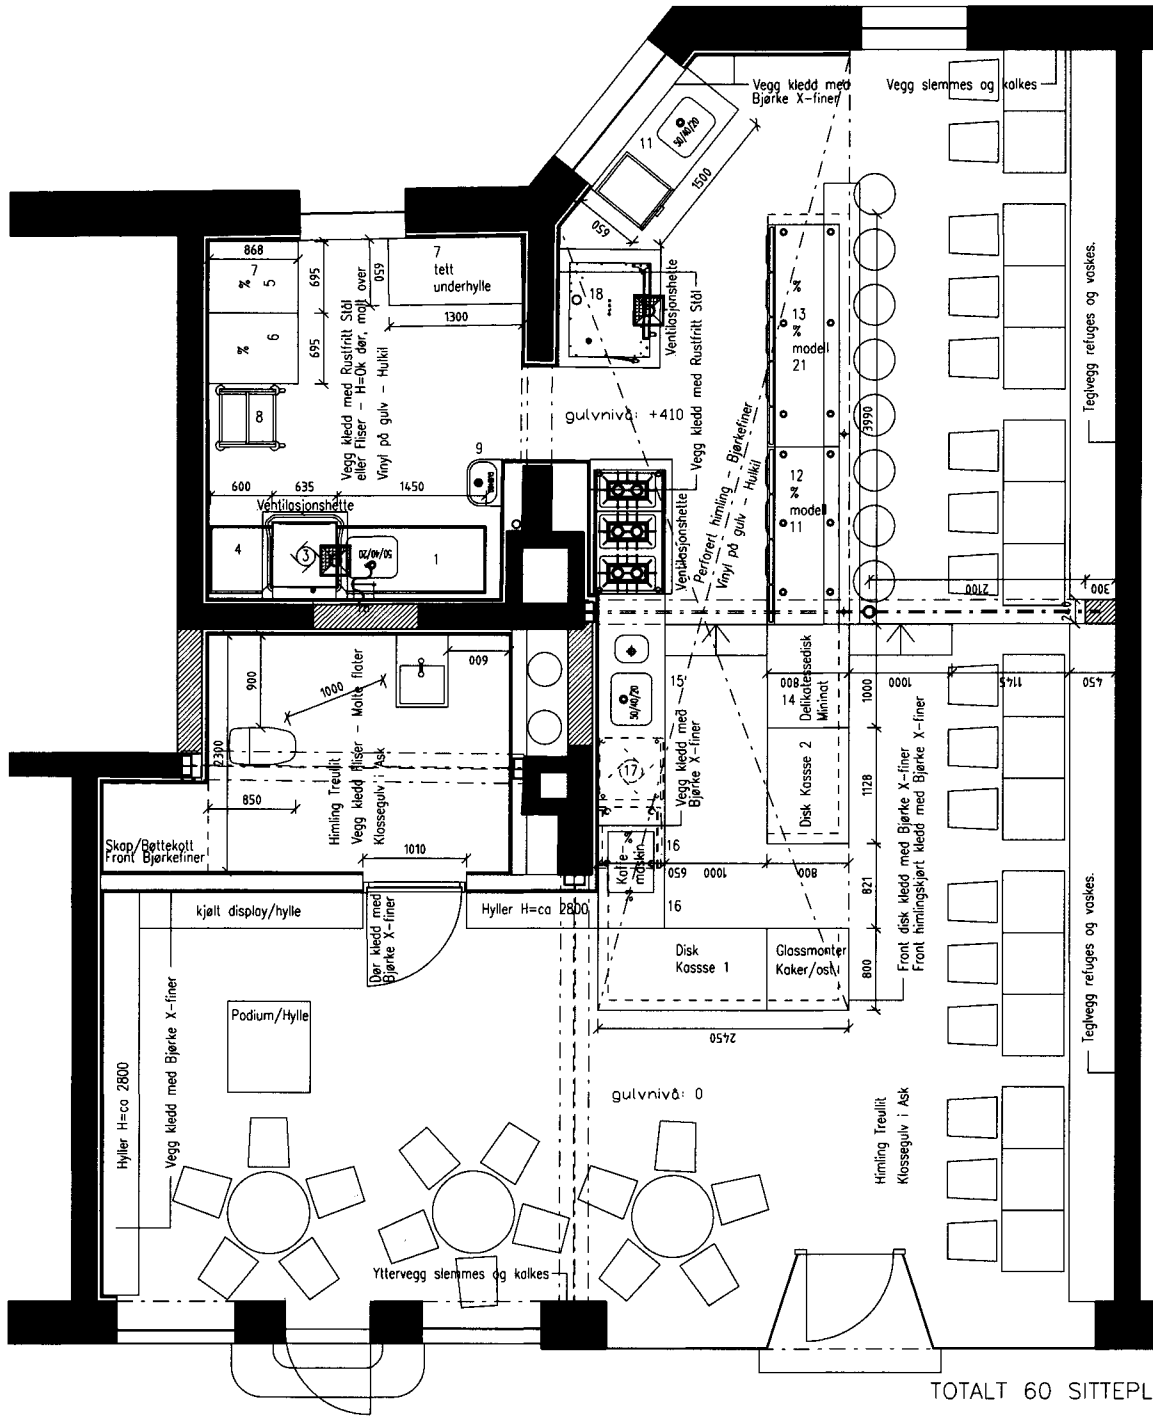 Vegg kledd med
Bjørke X-finer
Vegg slemmes og kalkes
50/40/20
11
1500
650
868
7
%
5
695
%
6
695
650
7
tett
underhylle
1300
Vegg kledd med Rustfritt Stål
eller Fliser - H=Ok dør, malt over
Vinyl på gulv - Hulkil
8
18
Ventilasjonshette
Vegg kledd med Rustfritt Stål
gulvnivå: +410
%
13
%
modell
21
3990
Teglvegg refuges og vaskes.
9
600
635
1450
Ventilasjonshette
4
3
50/40/20
1
Ventilasjonshette
Perforert himling - Bjørkefiner
Vinyl på gulv - Hulkil
12
%
modell
11
2100
300
240
900
1000
600
2300
850
Himling Treullit
Vegg kledd Fliser - Malte flater
Klossegulv i Ask
1010
Skap/Bøttekott
Front Bjørkefiner
50/40/20
15
17
Vegg kledd med
Bjørke X-finer
800
14
Delikatessedisk
Mininat
1000
1000
1145
450
Disk Kassse 2
1128
Kaffe-
maskin
%
%
16
16
650
1000
800
821
Front disk kledd med Bjørke X-finer
Front himlingskjørt kledd med Bjørke X-finer
Teglvegg refuges og vaskes.
kjølt display/hylle
Dør kledd med
Bjørke X-finer
Hyller H=ca 2800
Disk
Kassse 1
Glassmonter
Kaker/ost
800
2450
Podium/Hylle
Hyller H=ca 2800
Vegg kledd med Bjørke X-finer
gulvnivå: 0
Himling Treullit
Klossegulv i Ask
Yttervegg slemmes og kalkes
TOTALT 60 SITTEPL